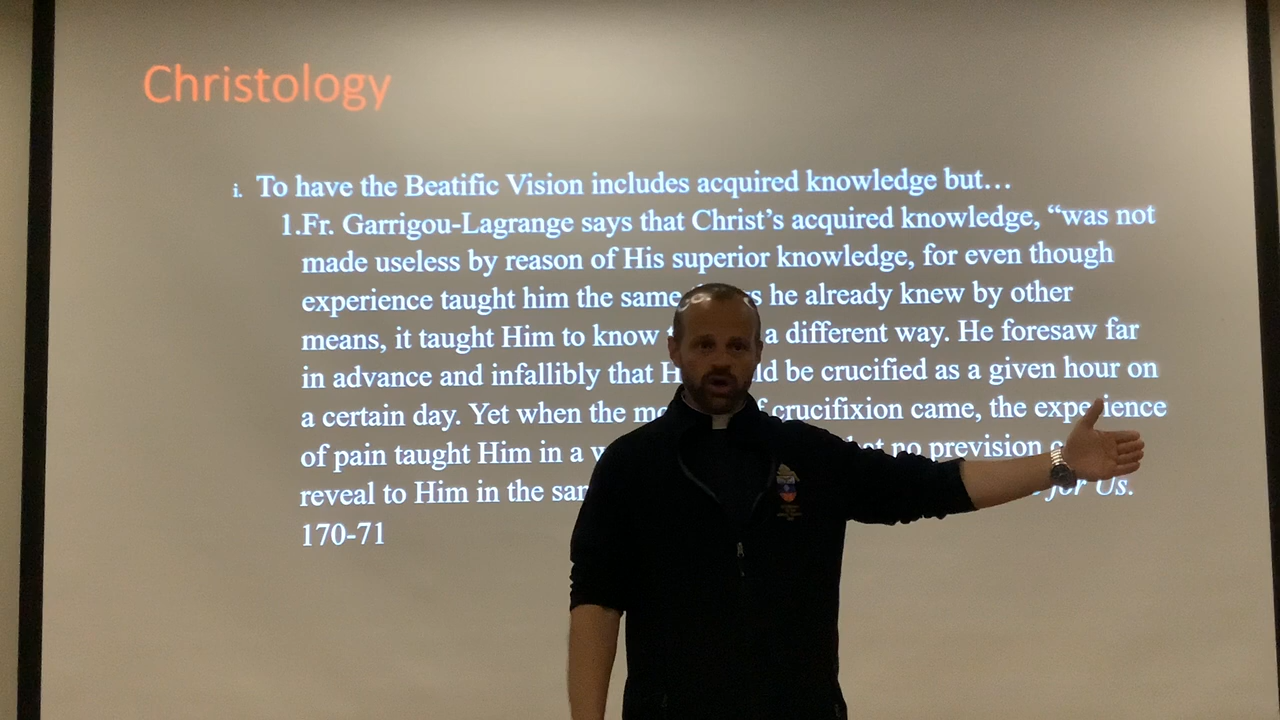 Christology
i. To have the Beatific Vision includes acquired knowledge but…
1.Fr. Garrigou-Lagrange says that Christ’s acquired knowledge, “was not
made useless by reason of His superior knowledge, for even though
experience taught him the same he already knew by other
means, it taught Him to know a different way. He foresaw far
in advance and infallibly that be crucified as a given hour on
a certain day. Yet when the crucifixion came, the experience
of pain taught Him in a no prevision
reveal to Him in the for Us.
170-71